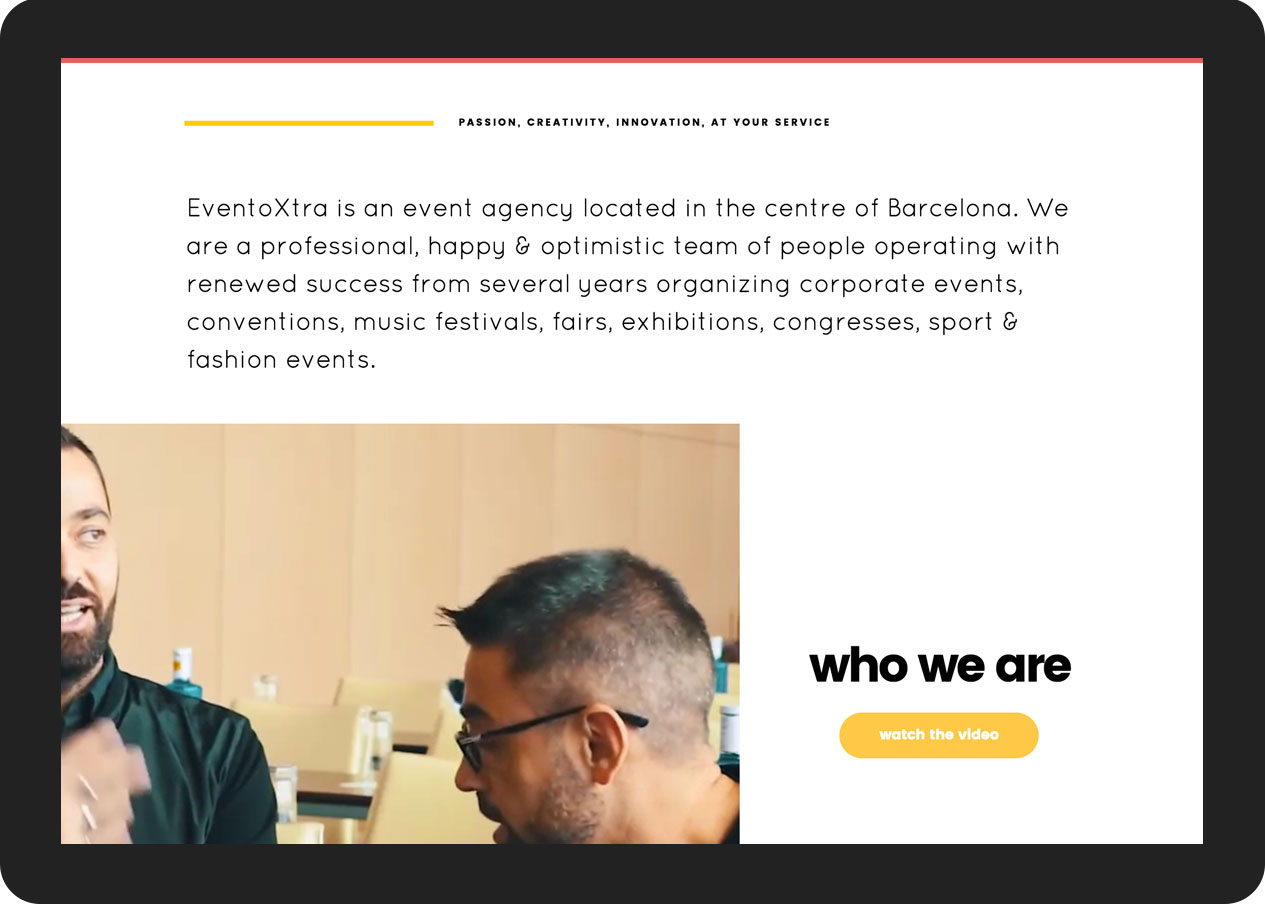 PASSION, CREATIVITY, INNOVATION, AT YOUR SERVICE
EventoXtra is an event agency located in the centre of Barcelona. We
are a professional, happy & optimistic team of people operating with
renewed success from several years organizing corporate events,
conventions, music festivals, fairs, exhibitions, congresses, sport &
fashion events.
who we are
watch the video